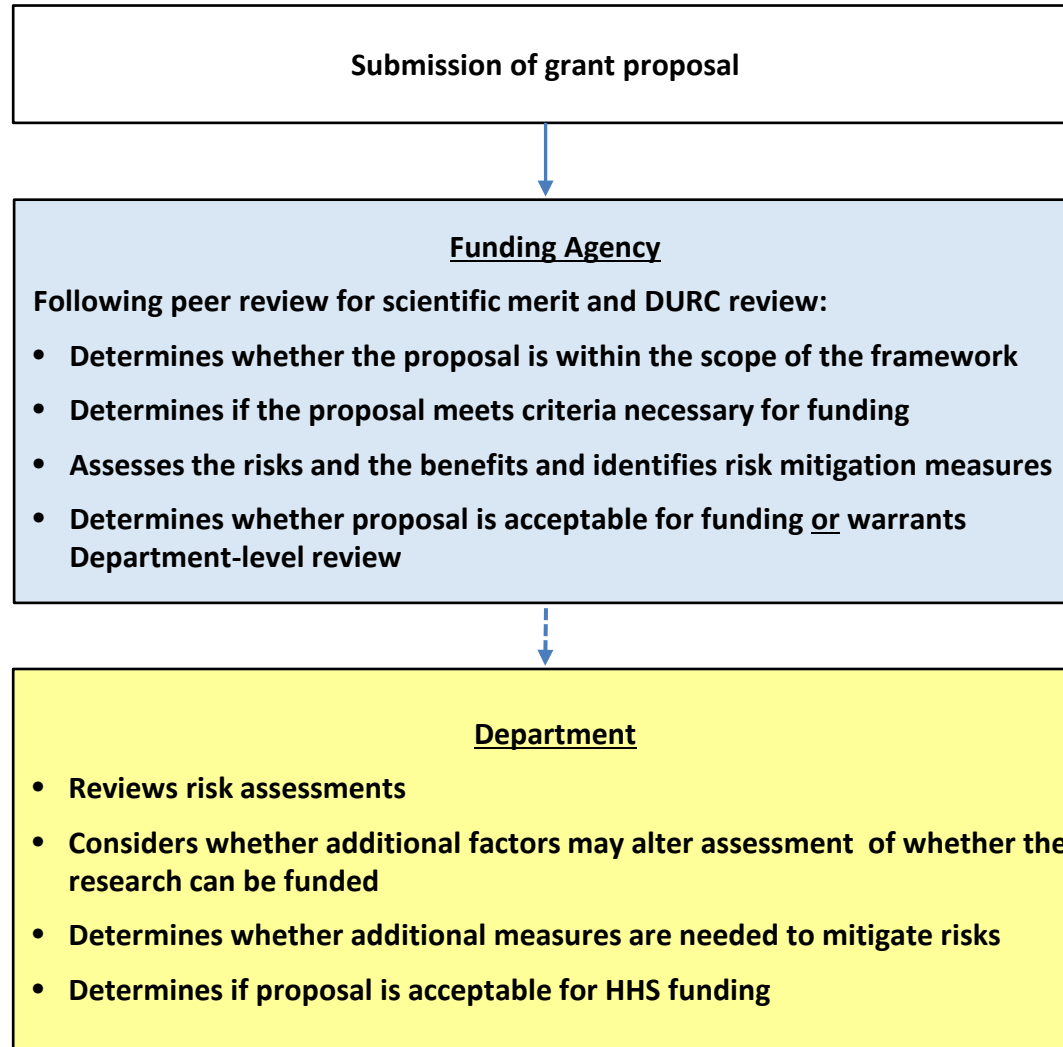 Submission of grant proposal
Funding Agency
Following peer review for scientific merit and DURC review:
• Determines whether the proposal is within the scope of the framework
• Determines if the proposal meets criteria necessary for funding
• Assesses the risks and the benefits and identifies risk mitigation measures
• Determines whether proposal is acceptable for funding or warrants
Department-level review
Department
• Reviews risk assessments
• Considers whether additional factors may alter assessment  of whether the
research can be funded
• Determines whether additional measures are needed to mitigate risks
• Determines if proposal is acceptable for HHS funding